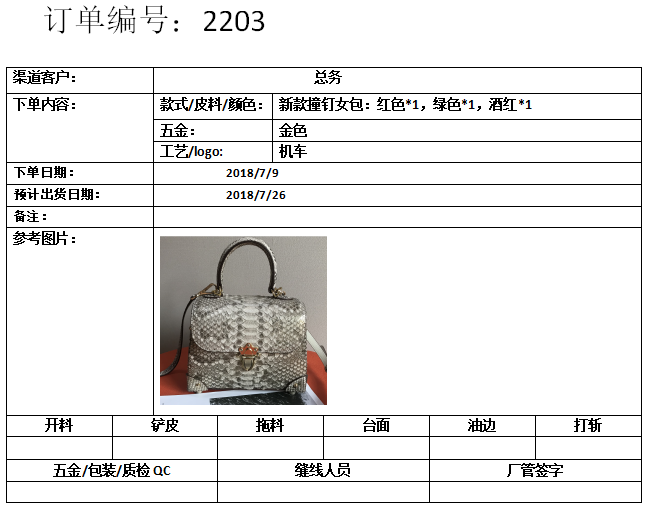 订单编号：2203
渠道客户： 总务
下单内容： 款式/皮料/颜色： 新款撞钉女包：红色*1，绿色*1，酒红*1
五金： 金色
工艺/logo: 机车
下单日期： 2018/7/9
预计出货日期： 2018/7/26
备注：
参考图片：
开料 铲皮 拖料 台面 油边 打斩
五金/包装/质检 QC 缝线人员 厂管签字